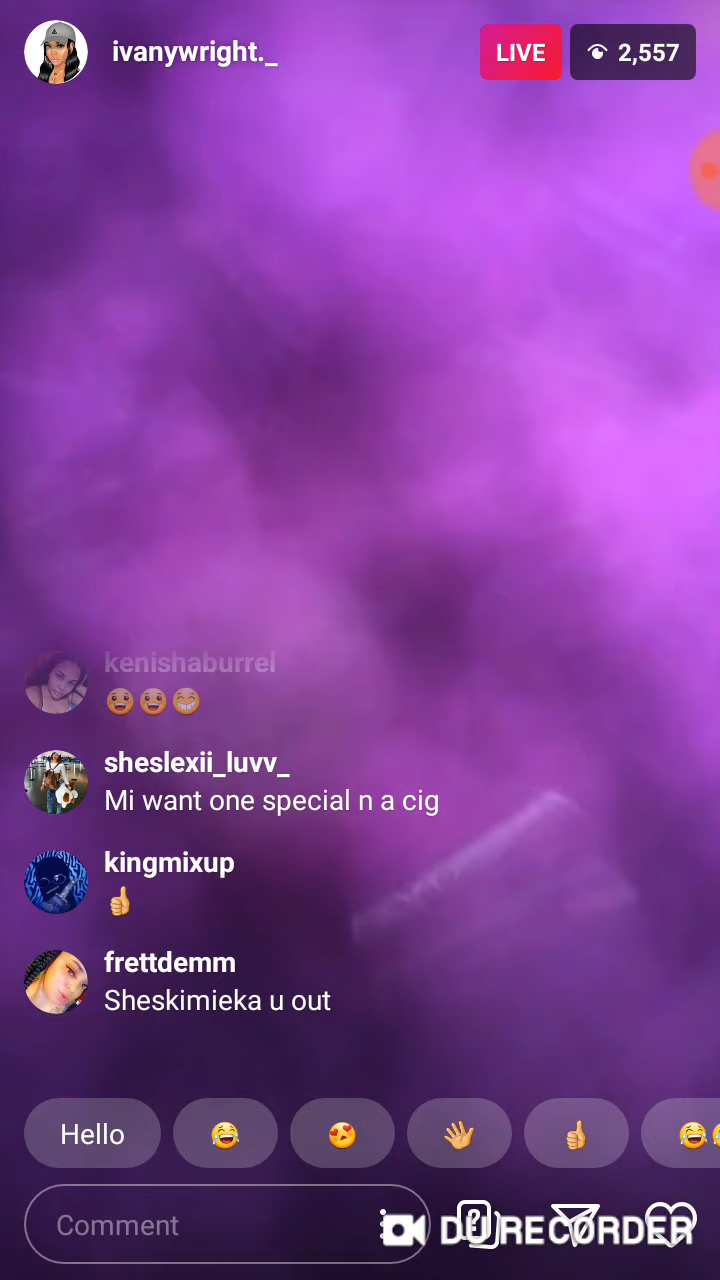 ivanywright._
LIVE
2,557
kenishaburrel
😀😀😁
sheslexii_luvv_
Mi want one special n a cig
kingmixup
👍
frettdemm
Sheskimieka u out
Hello
😂
😍
👋
👍
😂
Comment
DU RECORDER